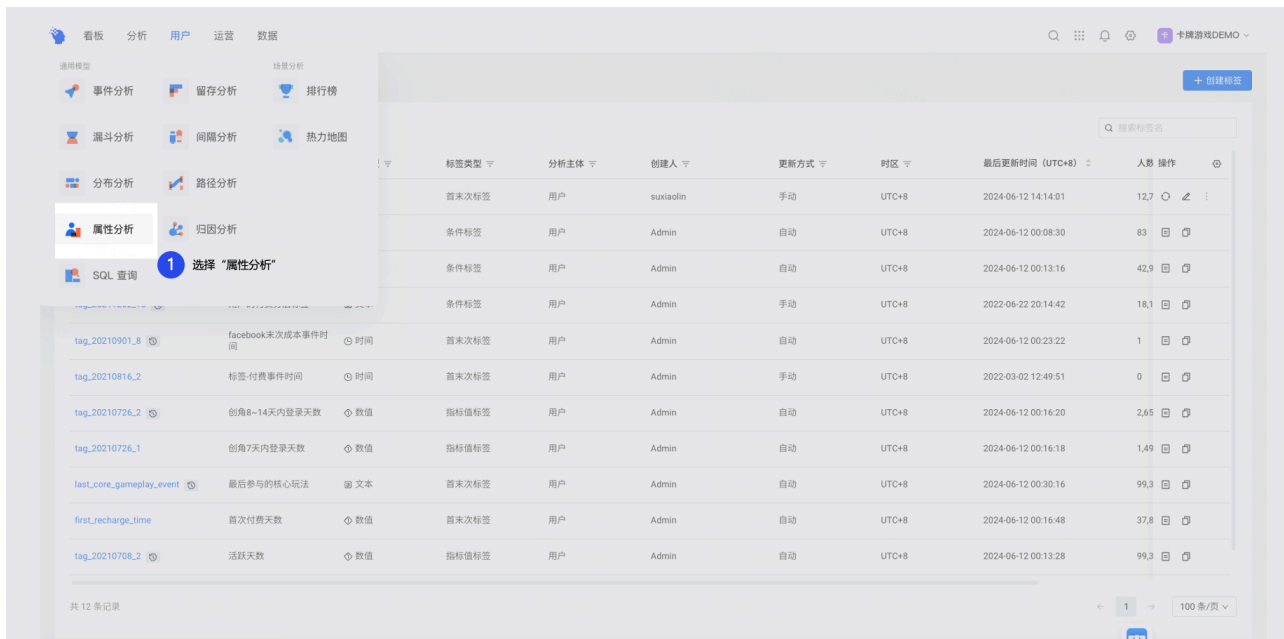 看板 分析 用户 运营 数据 卡 卡牌游戏DEMO
通用模型 场景分析
事件分析 留存分析 排行榜
+ 创建标签
漏斗分析 间隔分析 热力地图
搜索标签名
标签类型 分析主体 创建人 更新方式 时区 最后更新时间（UTC+8） 人数 操作
分布分析 路径分析
首末次标签 用户 suxiaolin 手动 UTC+8 2024-06-12 14:14:01 12,7
属性分析 归因分析
条件标签 用户 Admin 自动 UTC+8 2024-06-12 00:08:30 83
SQL 查询
1 选择“属性分析”
条件标签 用户 Admin 自动 UTC+8 2024-06-12 00:13:16 42,9
条件标签 用户 Admin 手动 UTC+8 2022-06-22 20:14:42 18,1
tag_20210901_8 facebook末次成本事件时
间 时间 首末次标签 用户 Admin 自动 UTC+8 2024-06-12 00:23:22 1
tag_20210816_2 标签-付费事件时间 时间 首末次标签 用户 Admin 手动 UTC+8 2022-03-02 12:49:51 0
tag_20210726_2 创角8~14天内登录天数 数值 指标值标签 用户 Admin 自动 UTC+8 2024-06-12 00:16:20 2,65
tag_20210726_1 创角7天内登录天数 数值 指标值标签 用户 Admin 自动 UTC+8 2024-06-12 00:16:18 1,49
last_core_gameplay_event 最后参与的核心玩法 文本 首末次标签 用户 Admin 自动 UTC+8 2024-06-12 00:30:16 99,3
first_recharge_time 首次付费天数 数值 首末次标签 用户 Admin 自动 UTC+8 2024-06-12 00:16:48 37,8
tag_20210708_2 活跃天数 数值 指标值标签 用户 Admin 自动 UTC+8 2024-06-12 00:13:28 99,3
共 12 条记录 1 100 条/页